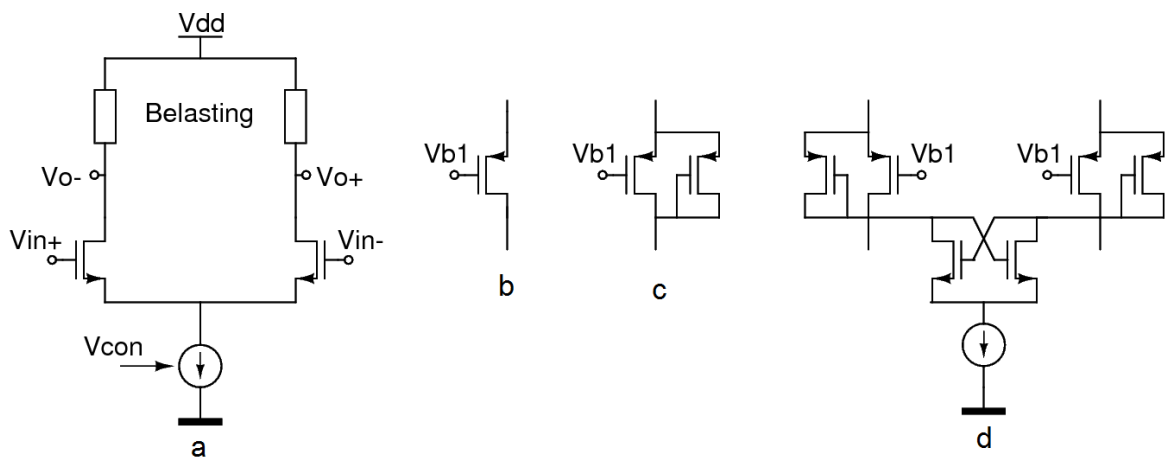 Vdd
Belasting
Vo-
Vo+
Vin+
Vin-
Vcon
a
Vb1
b
Vb1
c
Vb1
Vb1
d